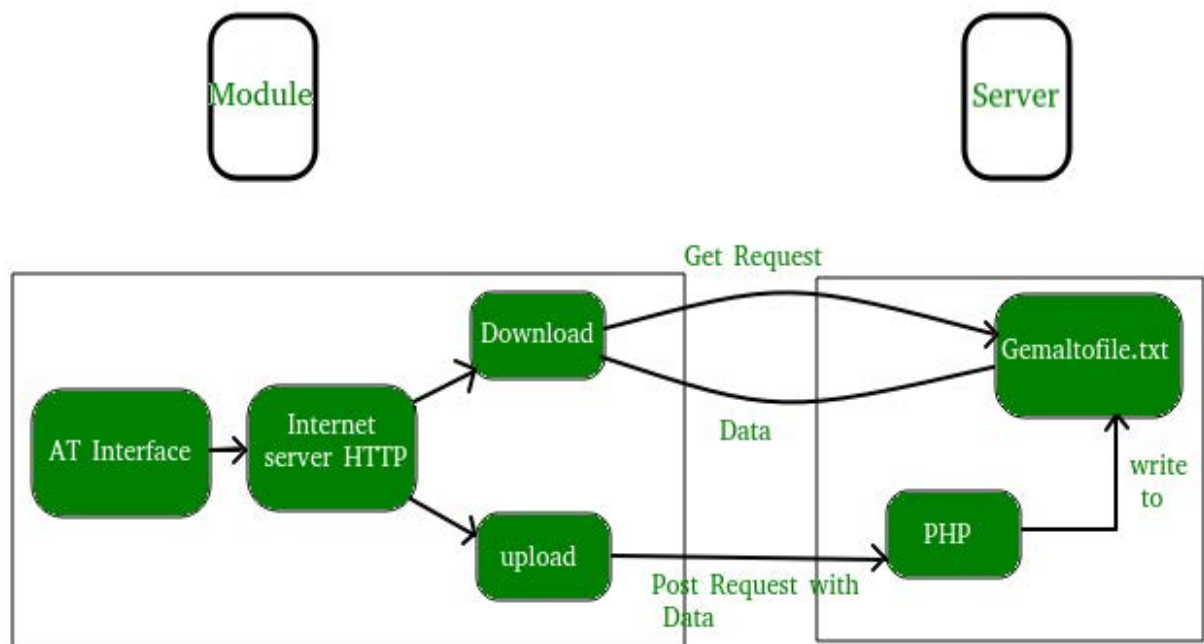 Module
Server
Get Request
Download
Gemaltofile.txt
Internet
server HTTP
AT Interface
Data
write
to
PHP
upload
Post Request with
Data